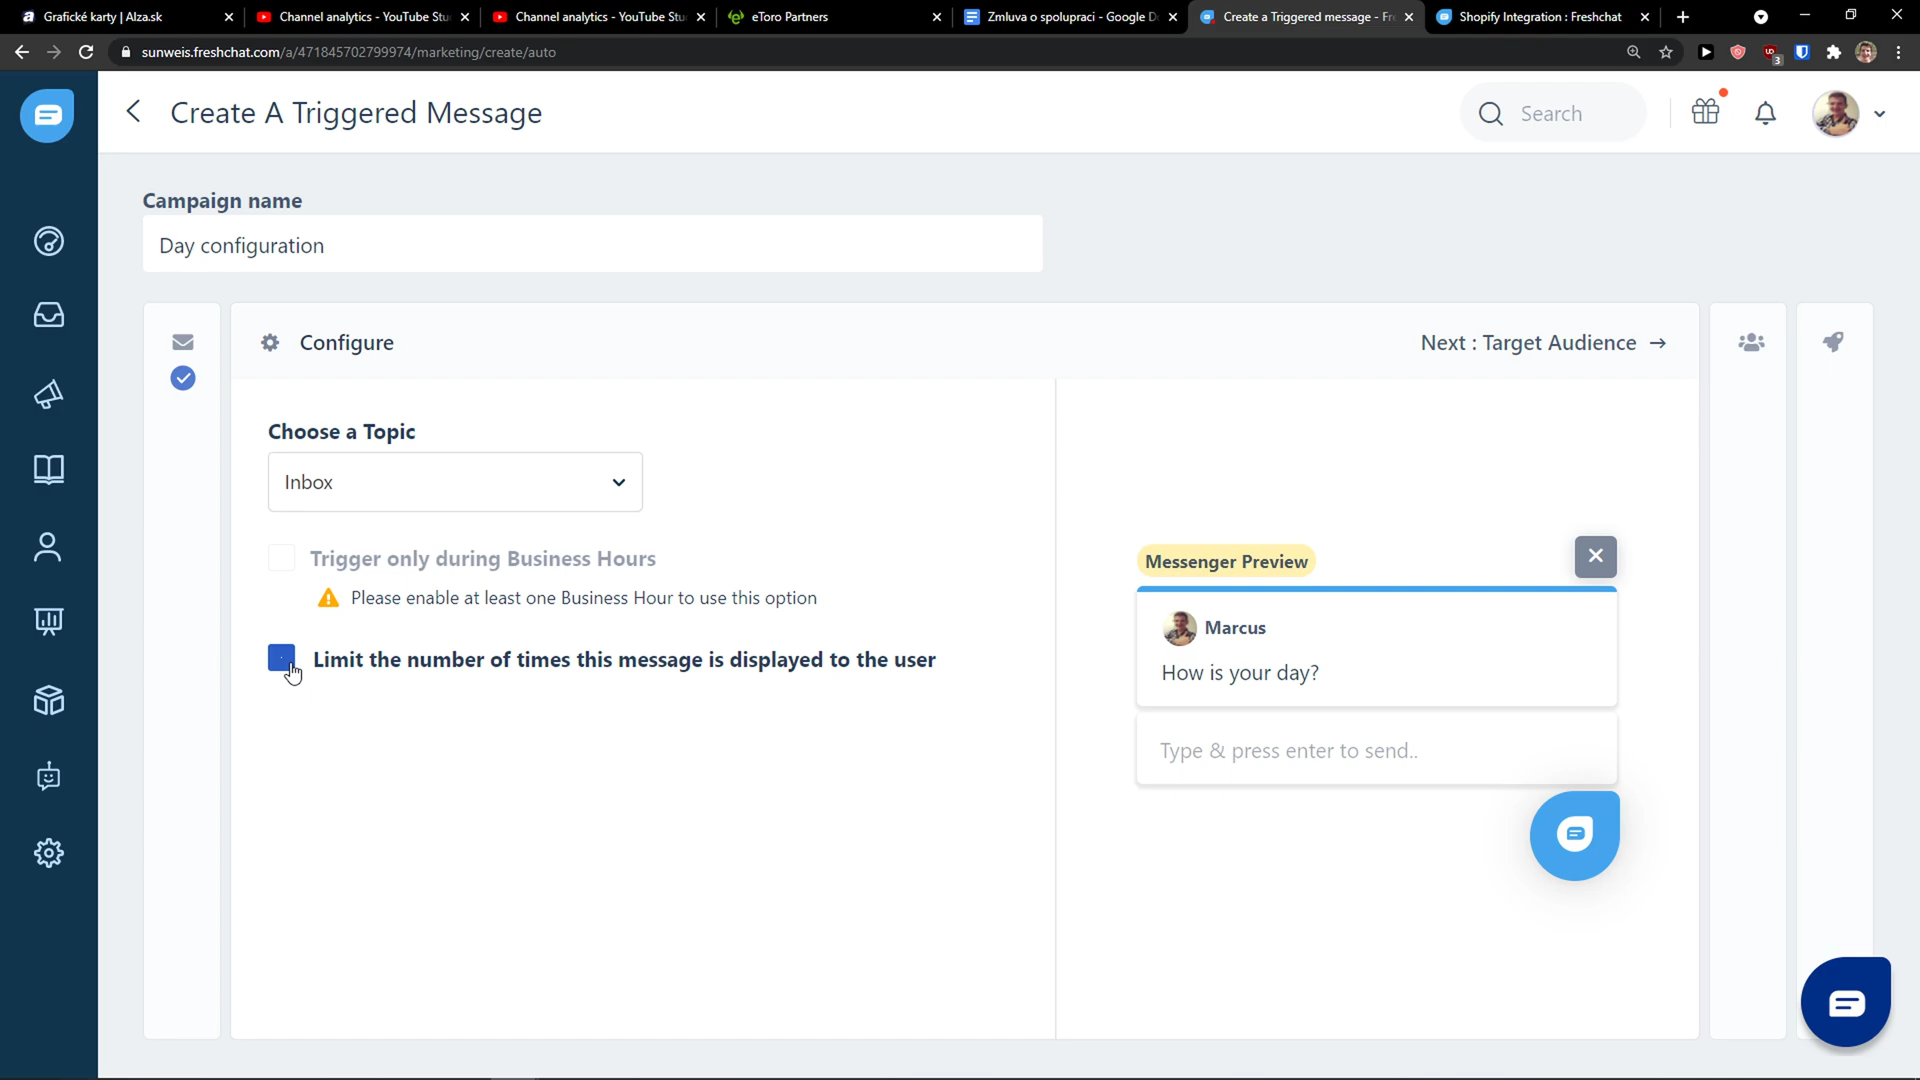 Grafické karty | Alza.sk
Channel analytics - YouTube Stu
Channel analytics - YouTube Stu
eToro Partners
Zmluva o spolupraci - Google D
Create a Triggered message - Fr
Shopify Integration : Freshchat
sunweis.freshchat.com/a/471845702799974/marketing/create/auto
3
Create A Triggered Message
Search
Campaign name
Day configuration
Configure
Next : Target Audience →
Choose a Topic
Inbox
Trigger only during Business Hours
Please enable at least one Business Hour to use this option
Limit the number of times this message is displayed to the user
Messenger Preview
Marcus
How is your day?
Type & press enter to send..